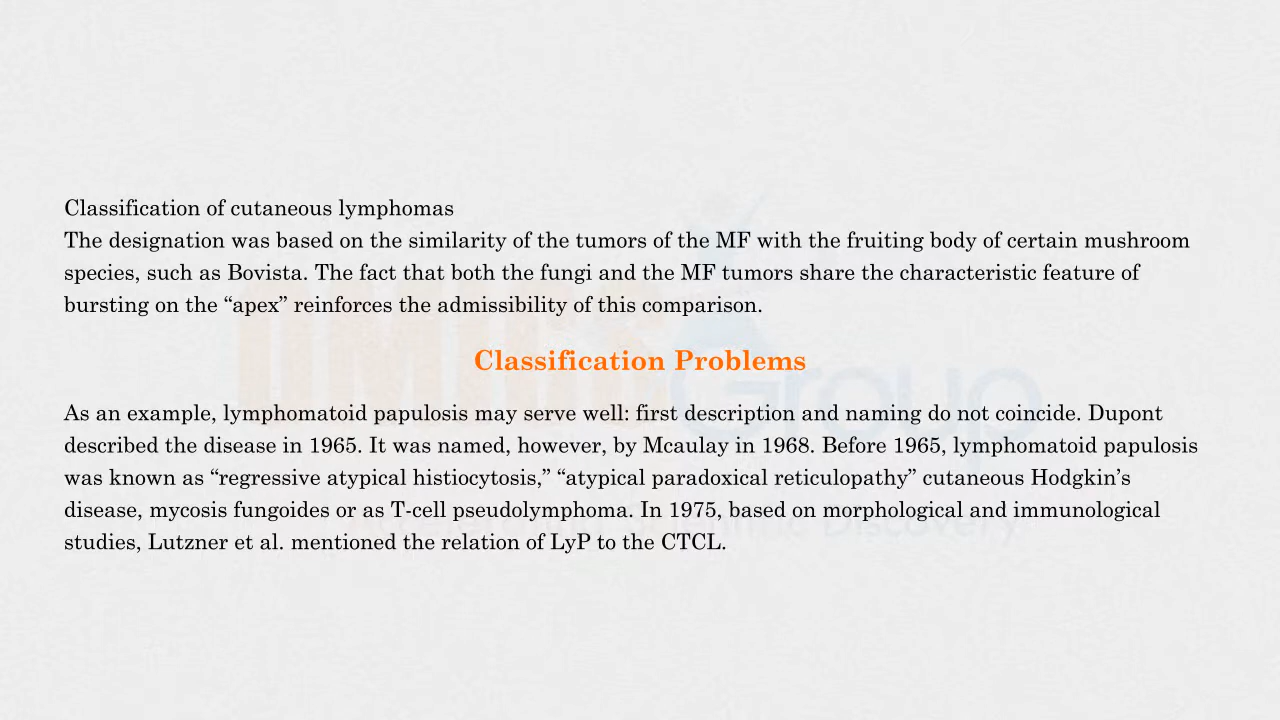 Classification of cutaneous lymphomas
The designation was based on the similarity of the tumors of the MF with the fruiting body of certain mushroom
species, such as Bovista. The fact that both the fungi and the MF tumors share the characteristic feature of
bursting on the “apex” reinforces the admissibility of this comparison.
Classification Problems
As an example, lymphomatoid papulosis may serve well: first description and naming do not coincide. Dupont
described the disease in 1965. It was named, however, by Mcaulay in 1968. Before 1965, lymphomatoid papulosis
was known as “regressive atypical histiocytosis,” “atypical paradoxical reticulopathy” cutaneous Hodgkin’s
disease, mycosis fungoides or as T-cell pseudolymphoma. In 1975, based on morphological and immunological
studies, Lutzner et al. mentioned the relation of LyP to the CTCL.
OMICS
Group
Accelerating Scientific Discovery